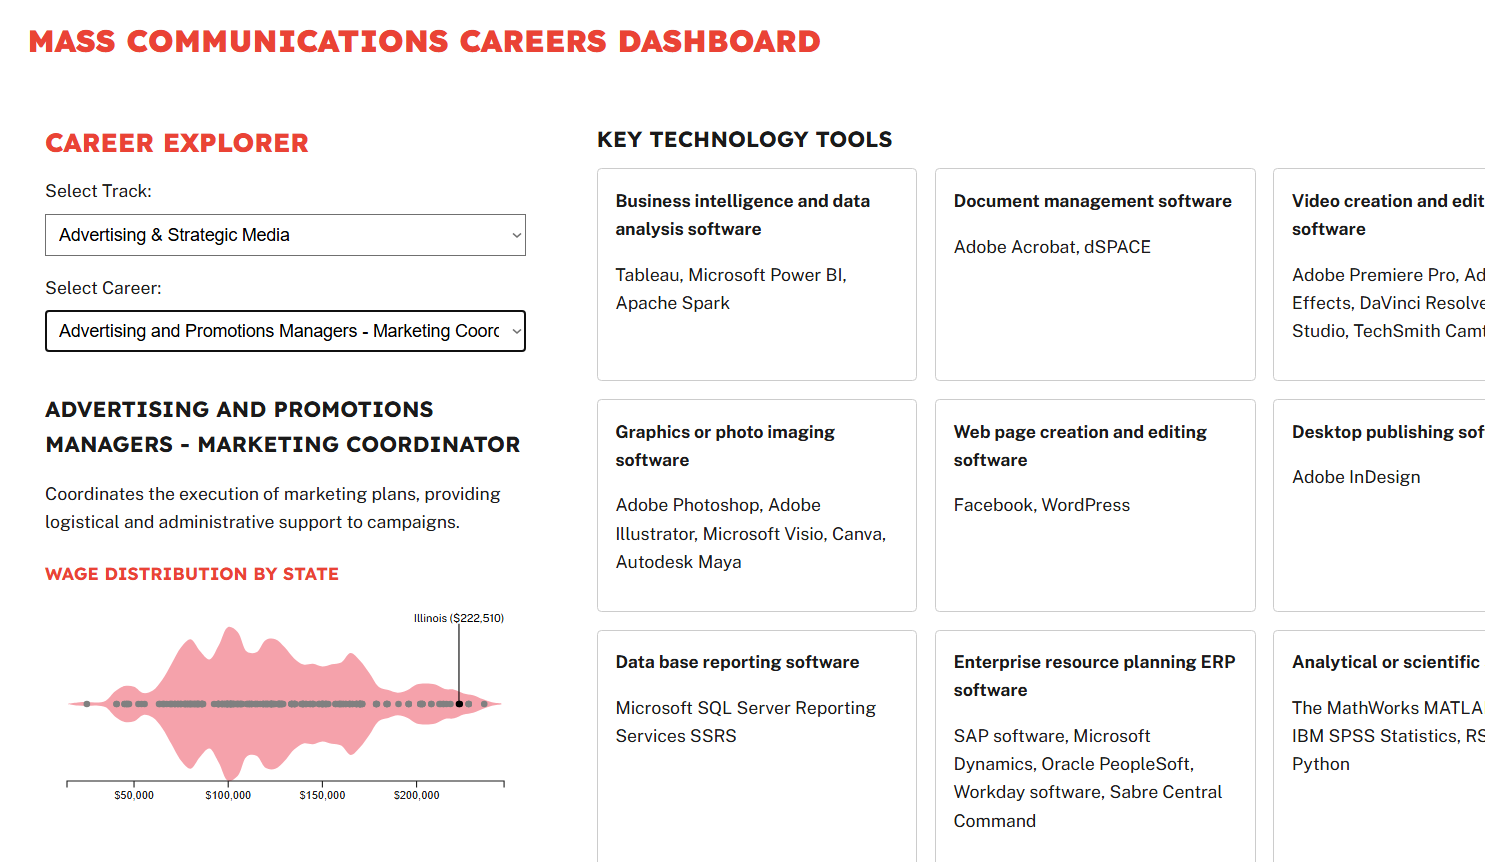 MASS COMMUNICATIONS CAREERS DASHBOARD
CAREER EXPLORER
Select Track:
Advertising & Strategic Media
Select Career:
Advertising and Promotions Managers - Marketing Coord
ADVERTISING AND PROMOTIONS
MANAGERS - MARKETING COORDINATOR
Coordinates the execution of marketing plans, providing
logistical and administrative support to campaigns.
WAGE DISTRIBUTION BY STATE
Illinois ($222,510)
$50,000 $100,000 $150,000 $200,000
KEY TECHNOLOGY TOOLS
Business intelligence and data
analysis software
Tableau, Microsoft Power BI,
Apache Spark
Document management software
Adobe Acrobat, dSPACE
Video creation and edit
software
Adobe Premiere Pro, Ad
Effects, DaVinci Resolve
Studio, TechSmith Camt
Graphics or photo imaging
software
Adobe Photoshop, Adobe
Illustrator, Microsoft Visio, Canva,
Autodesk Maya
Web page creation and editing
software
Facebook, WordPress
Desktop publishing sof
Adobe InDesign
Data base reporting software
Microsoft SQL Server Reporting
Services SSRS
Enterprise resource planning ERP
software
SAP software, Microsoft
Dynamics, Oracle PeopleSoft,
Workday software, Sabre Central
Command
Analytical or scientific
The MathWorks MATLA
IBM SPSS Statistics, RS
Python